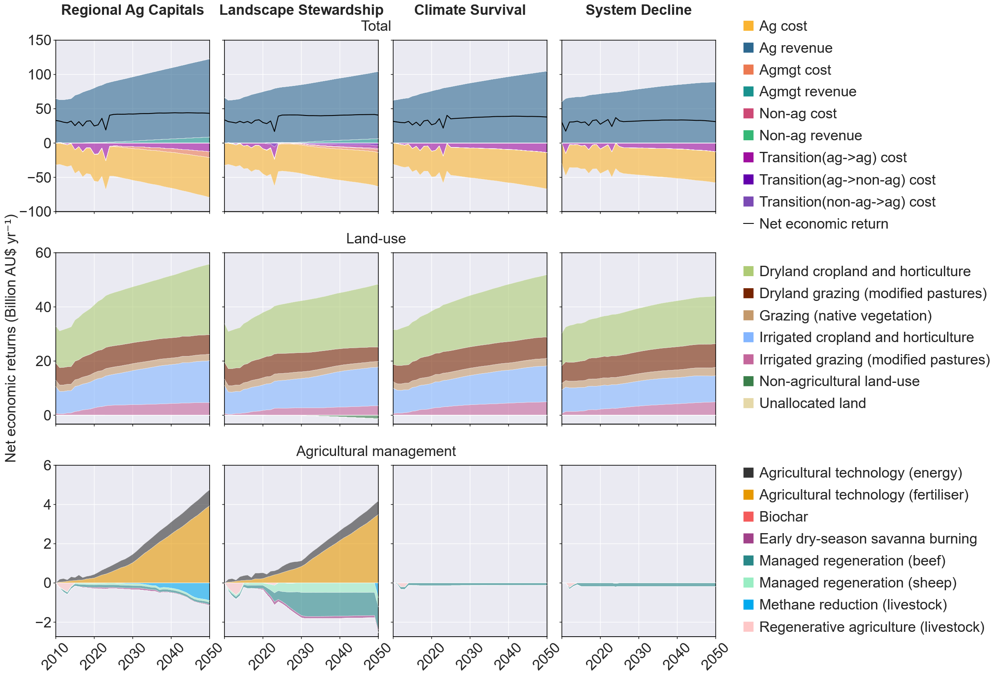 Regional Ag Capitals
Landscape Stewardship
Climate Survival
System Decline
Total
150
100
50
0
−50
−100
Ag cost
Ag revenue
Agmgt cost
Agmgt revenue
Non-ag cost
Non-ag revenue
Transition(ag->ag) cost
Transition(ag->non-ag) cost
Transition(non-ag->ag) cost
Net economic return
Net economic returns (Billion AU$ yr⁻¹)
Land-use
60
40
20
0
Dryland cropland and horticulture
Dryland grazing (modified pastures)
Grazing (native vegetation)
Irrigated cropland and horticulture
Irrigated grazing (modified pastures)
Non-agricultural land-use
Unallocated land
Agricultural management
6
4
2
0
−2
Agricultural technology (energy)
Agricultural technology (fertiliser)
Biochar
Early dry-season savanna burning
Managed regeneration (beef)
Managed regeneration (sheep)
Methane reduction (livestock)
Regenerative agriculture (livestock)
2010 2020 2030 2040 2050
2020 2030 2040 2050
2020 2030 2040 2050
2020 2030 2040 2050